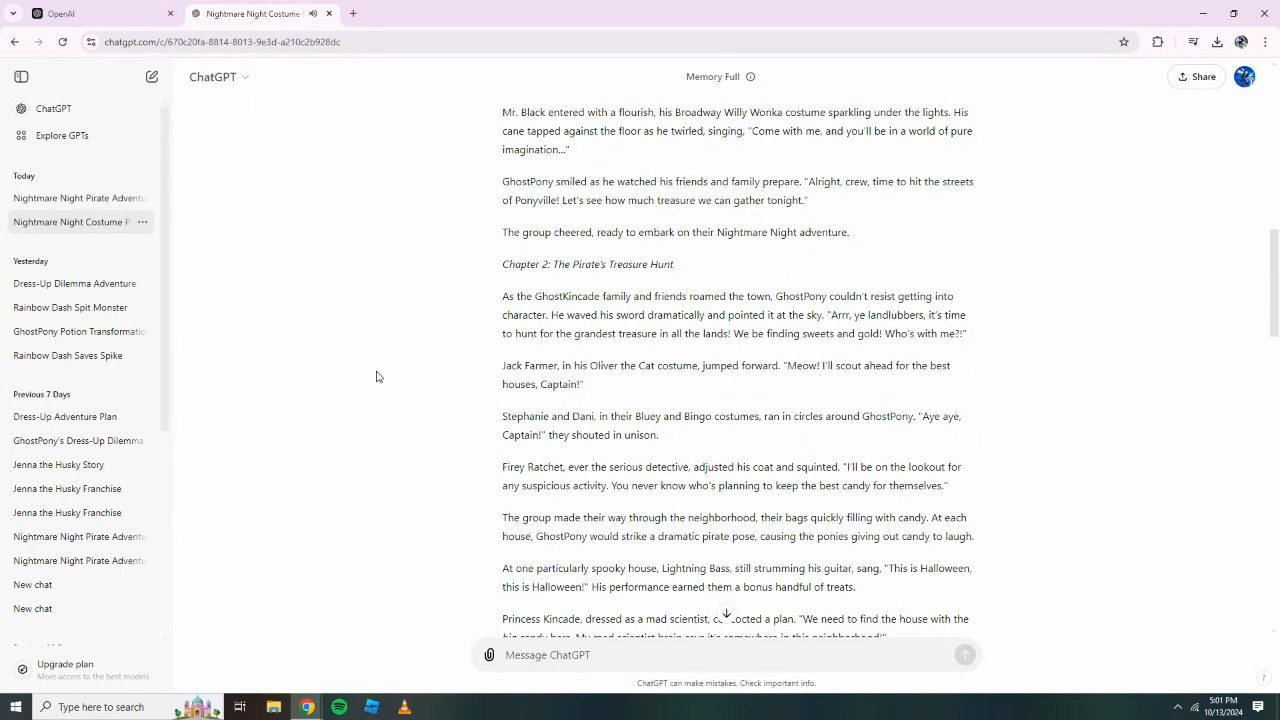 OpenAI
Nightmare Night Costume
chatgpt.com/c/670c20fa-8814-8013-9e3d-a210c2b928dc
ChatGPT
Memory Full
Share
ChatGPT
Explore GPTs
Today
Nightmare Night Pirate Adventu
Nightmare Night Costume P
Yesterday
Dress-Up Dilemma Adventure
Rainbow Dash Spit Monster
GhostPony Potion Transformatio
Rainbow Dash Saves Spike
Previous 7 Days
Dress-Up Adventure Plan
GhostPony's Dress-Up Dilemma
Jenna the Husky Story
Jenna the Husky Franchise
Jenna the Husky Franchise
Nightmare Night Pirate Adventu
Nightmare Night Pirate Adventu
New chat
New chat
Upgrade plan
More access to the best models
Mr. Black entered with a flourish, his Broadway Willy Wonka costume sparkling under the lights. His
cane tapped against the floor as he twirled, singing, "Come with me, and you'll be in a world of pure
imagination..."
GhostPony smiled as he watched his friends and family prepare. "Alright, crew, time to hit the streets
of Ponyville! Let's see how much treasure we can gather tonight."
The group cheered, ready to embark on their Nightmare Night adventure.
Chapter 2: The Pirate's Treasure Hunt
As the GhostKincade family and friends roamed the town, GhostPony couldn't resist getting into
character. He waved his sword dramatically and pointed it at the sky. "Arrr, ye landlubbers, it's time
to hunt for the grandest treasure in all the lands! We be finding sweets and gold! Who's with me?!"
Jack Farmer, in his Oliver the Cat costume, jumped forward. "Meow! I'll scout ahead for the best
houses, Captain!"
Stephanie and Dani, in their Bluey and Bingo costumes, ran in circles around GhostPony. "Aye aye,
Captain!" they shouted in unison.
Firey Ratchet, ever the serious detective, adjusted his coat and squinted. "I'll be on the lookout for
any suspicious activity. You never know who's planning to keep the best candy for themselves."
The group made their way through the neighborhood, their bags quickly filling with candy. At each
house, GhostPony would strike a dramatic pirate pose, causing the ponies giving out candy to laugh.
At one particularly spooky house, Lightning Bass, still strumming his guitar, sang, "This is Halloween,
this is Halloween!" His performance earned them a bonus handful of treats.
Princess Kincade, dressed as a mad scientist, concocted a plan. "We need to find the house with the
big candy bars. My mad scientist brain says it's somewhere in this neighborhood!"
Message ChatGPT
ChatGPT can make mistakes. Check important info.
?
Type here to search
5:01 PM
10/13/2024